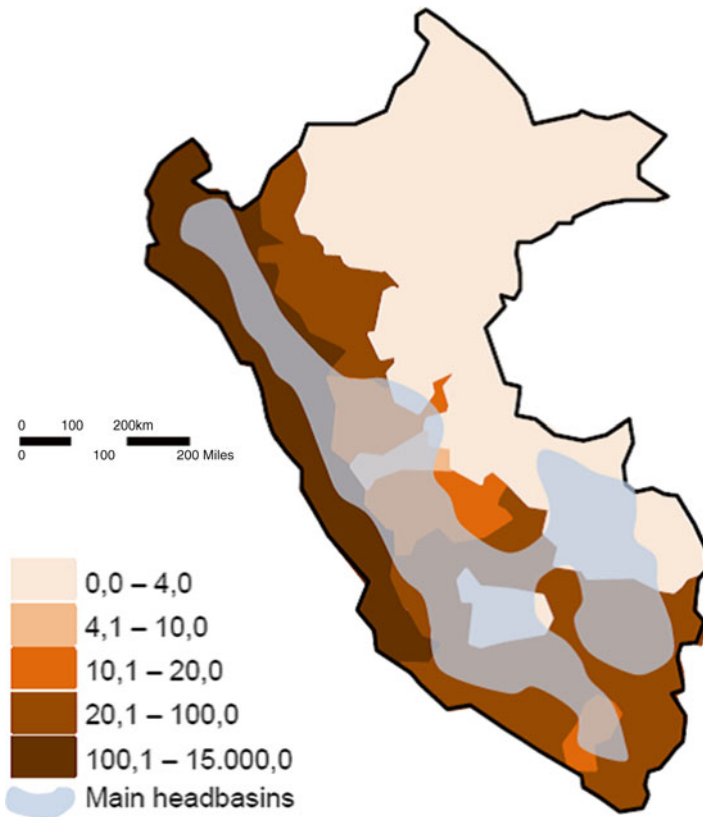 0 100 200km
0 100 200 Miles
0,0 – 4,0
4,1 – 10,0
10,1 – 20,0
20,1 – 100,0
100,1 – 15.000,0
Main headbasins